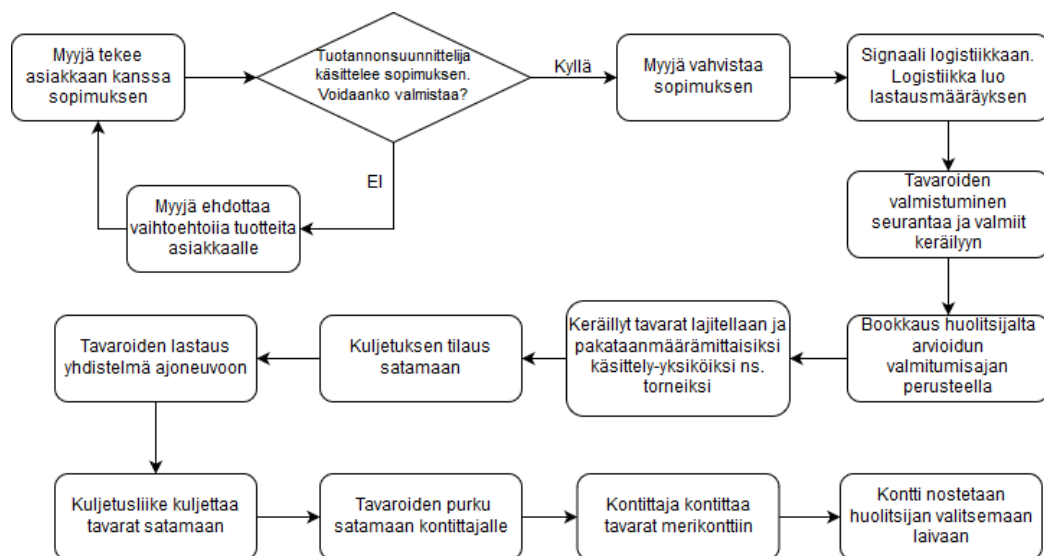 Myyjä tekee
asiakkaan kanssa
sopimuksen
Tuotannonsuunnittelija
käsittelee sopimuksen.
Voidaanko valmistaa?
Kyllä
Myyjä vahvistaa
sopimuksen
Signaali logistiikkaan.
Logistiikka luo
lastausmääräyksen
EI
Myyjä ehdottaa
vaihtoehtoiia tuotteita
asiakkaalle
Tavaroiden
valmistuminen
seurantaa ja valmiit
keräilyyn
Bookkaus huolitsijalta
arvioidun
valmitumisajan
perusteella
Keräillyt tavarat lajitellaan ja
pakataanmäärämittaisiksi
käsittely-yksiköiksi ns.
torneiksi
Kuljetuksen tilaus
satamaan
Tavaroiden lastaus
yhdistelmä ajoneuvoon
Kuljetusliike kuljettaa
tavarat satamaan
Tavaroiden purku
satamaan kontittajalle
Kontittaja kontittaa
tavarat merikonttiin
Kontti nostetaan
huolitsijan valitsemaan
laivaan